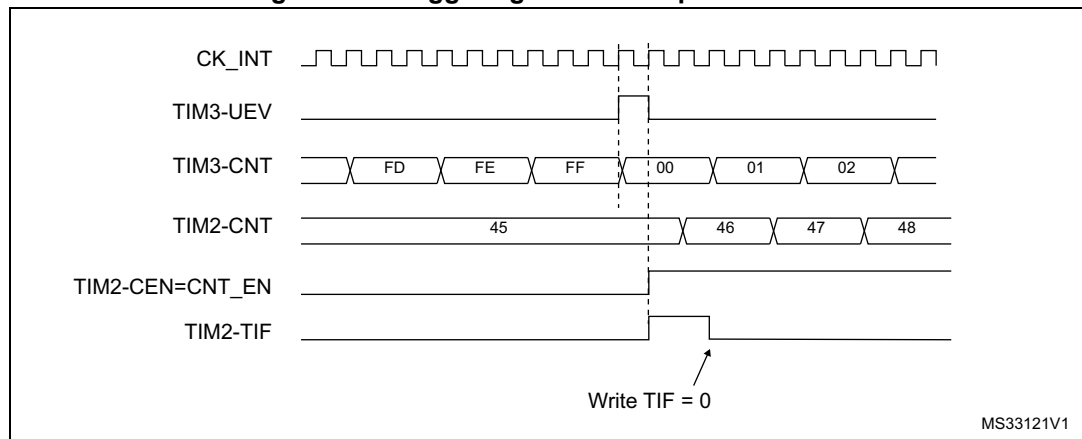 CK_INT
TIM3-UEV
TIM3-CNT FD FE FF 00 01 02
TIM2-CNT 45 46 47 48
TIM2-CEN=CNT_EN
TIM2-TIF
Write TIF = 0
MS33121V1